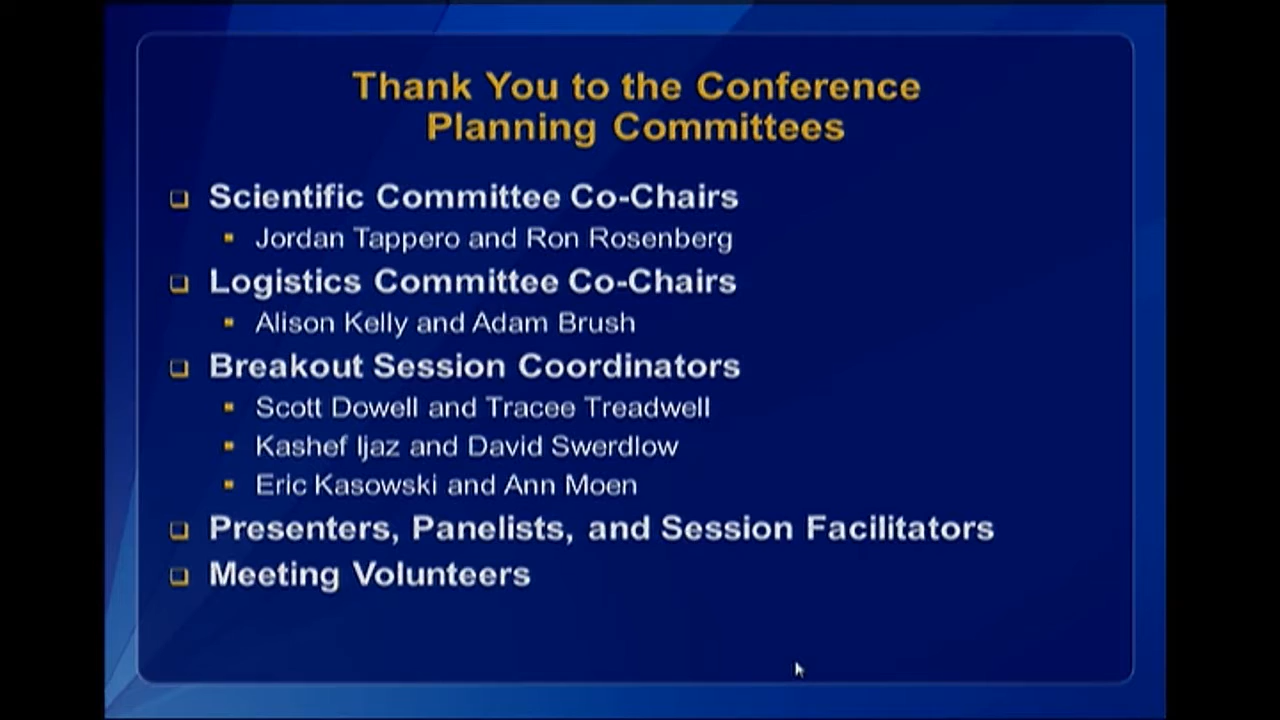 Thank You to the Conference
Planning Committees
Scientific Committee Co-Chairs
Jordan Tappero and Ron Rosenberg
Logistics Committee Co-Chairs
Alison Kelly and Adam Brush
Breakout Session Coordinators
Scott Dowell and Tracee Treadwell
Kashef Ijaz and David Swerdlow
Eric Kasowski and Ann Moen
Presenters, Panelists, and Session Facilitators
Meeting Volunteers